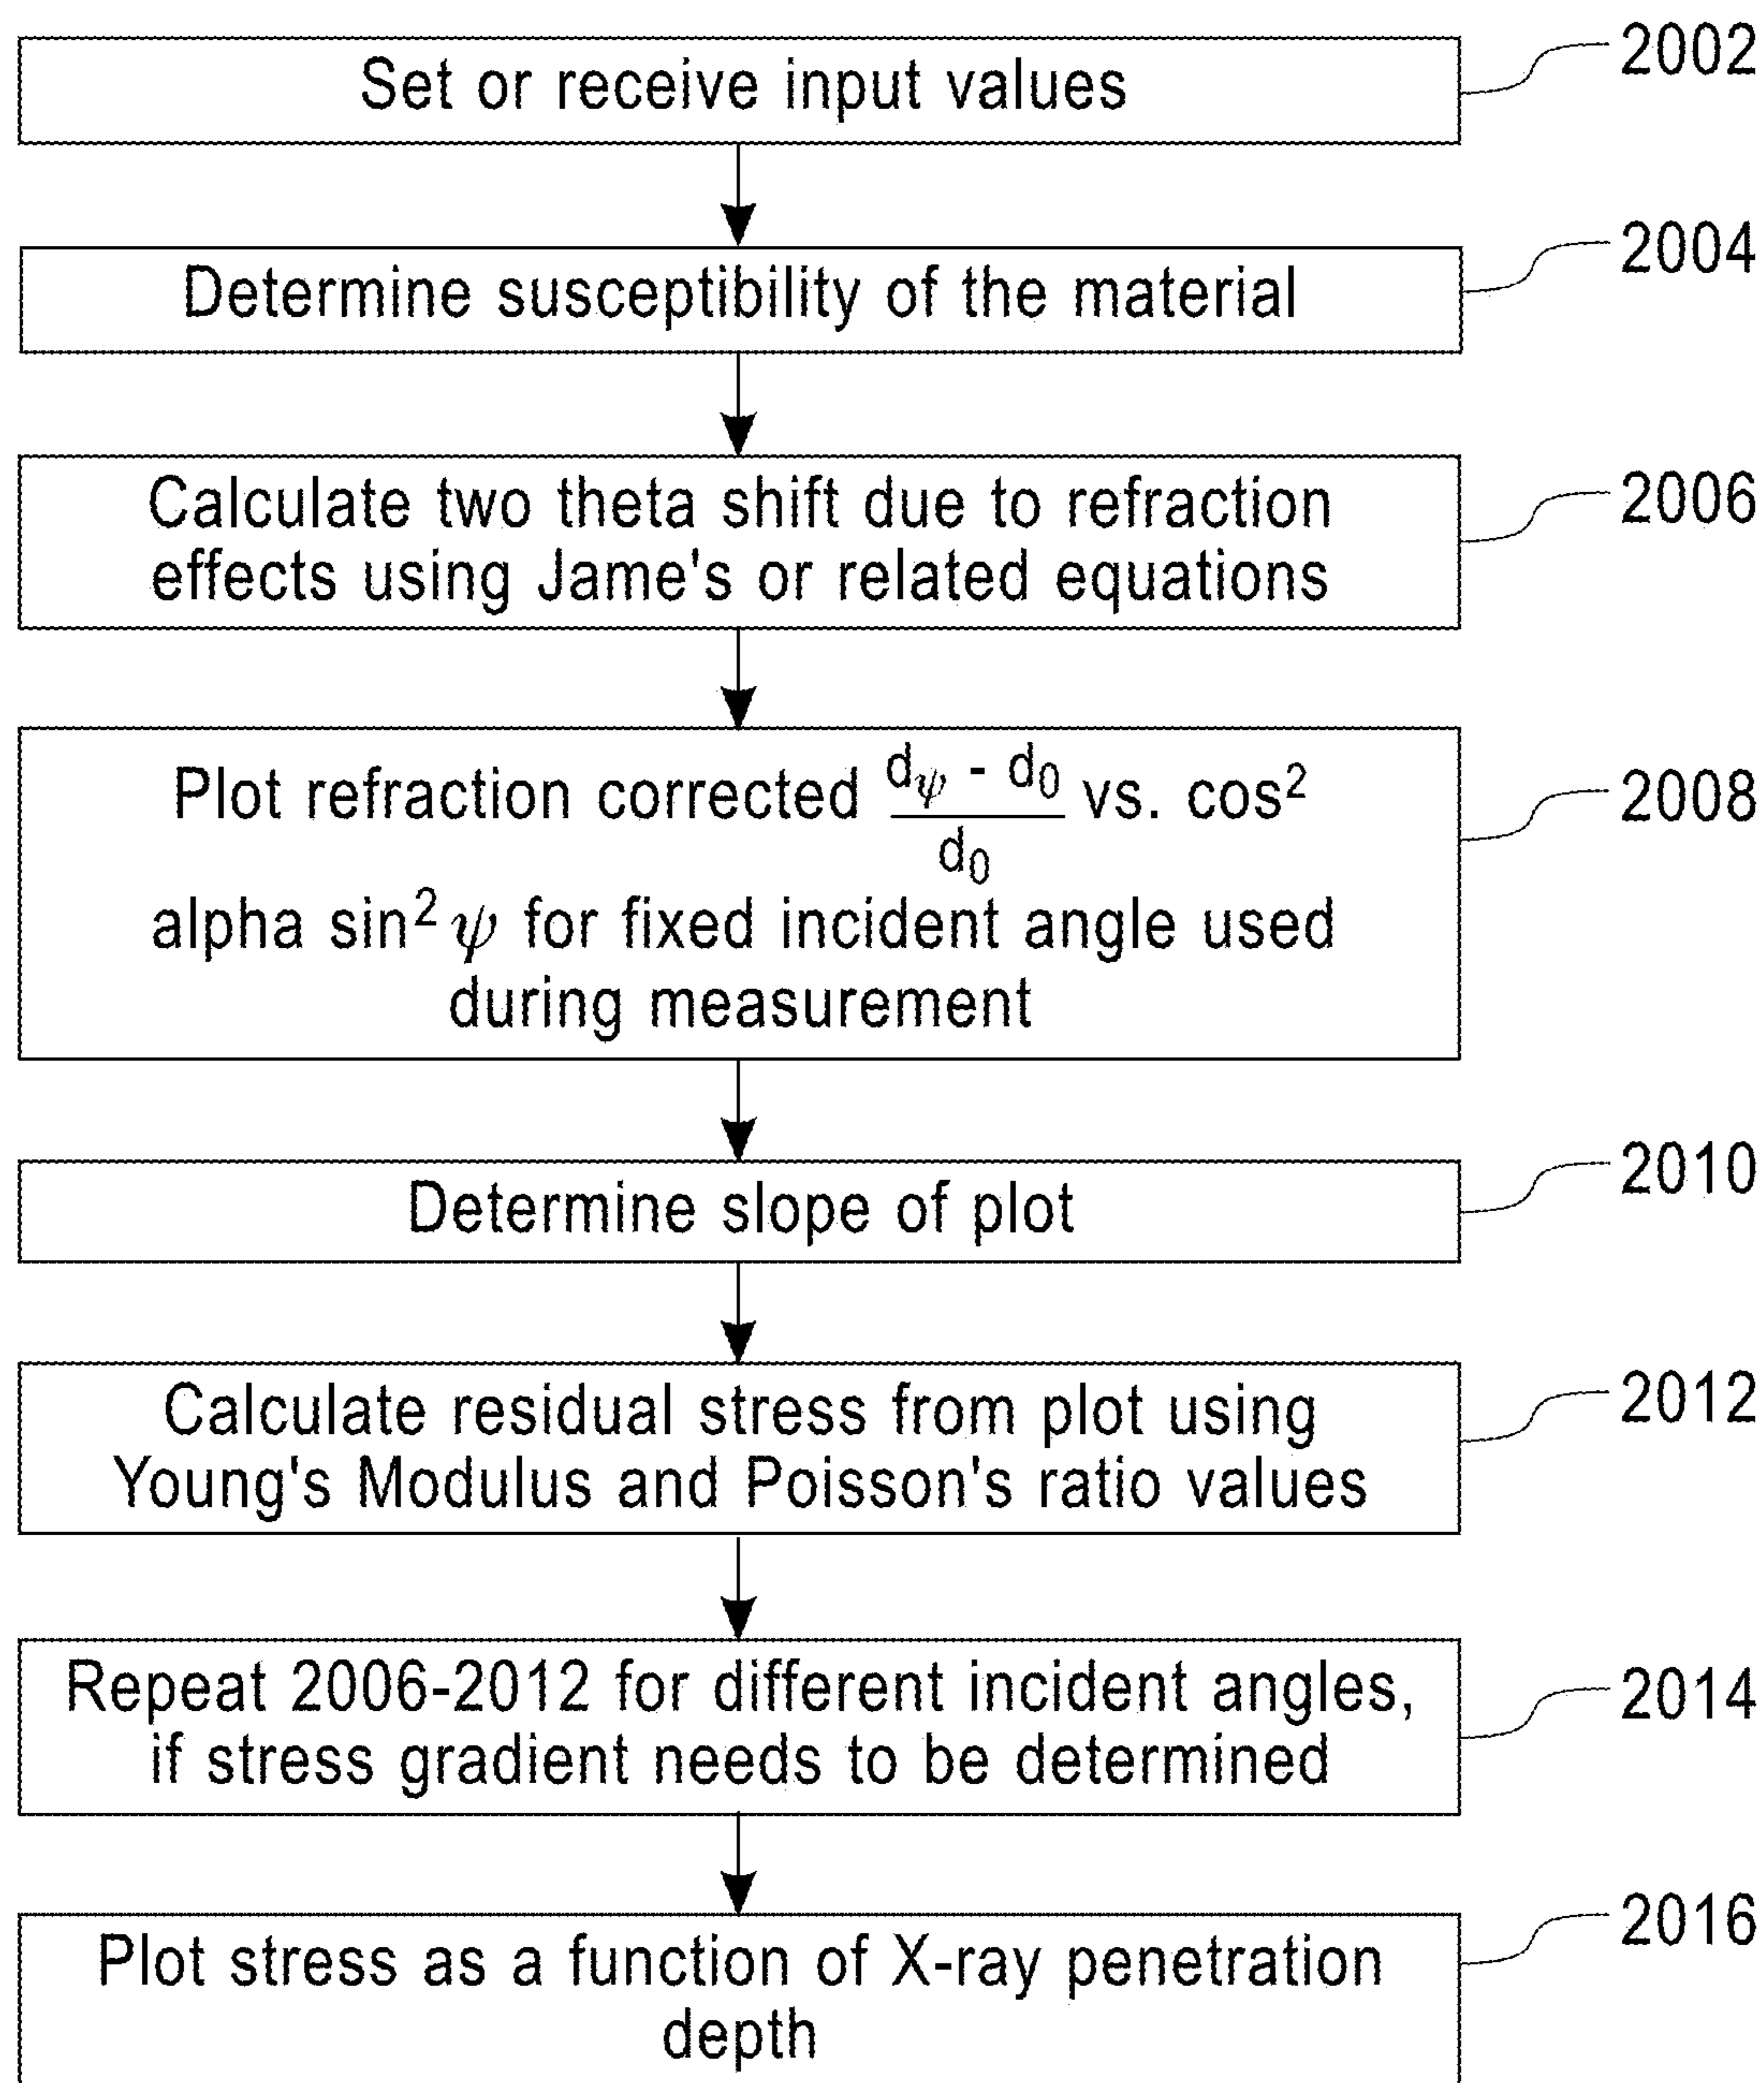 Set or receive input values
2002
Determine susceptibility of the material
2004
Calculate two theta shift due to refraction
effects using Jame's or related equations
2006
Plot refraction corrected (d_ψ - d_0)/d_0 vs. cos²
alpha sin² ψ for fixed incident angle used
during measurement
2008
Determine slope of plot
2010
Calculate residual stress from plot using
Young's Modulus and Poisson's ratio values
2012
Repeat 2006-2012 for different incident angles,
if stress gradient needs to be determined
2014
Plot stress as a function of X-ray penetration
depth
2016